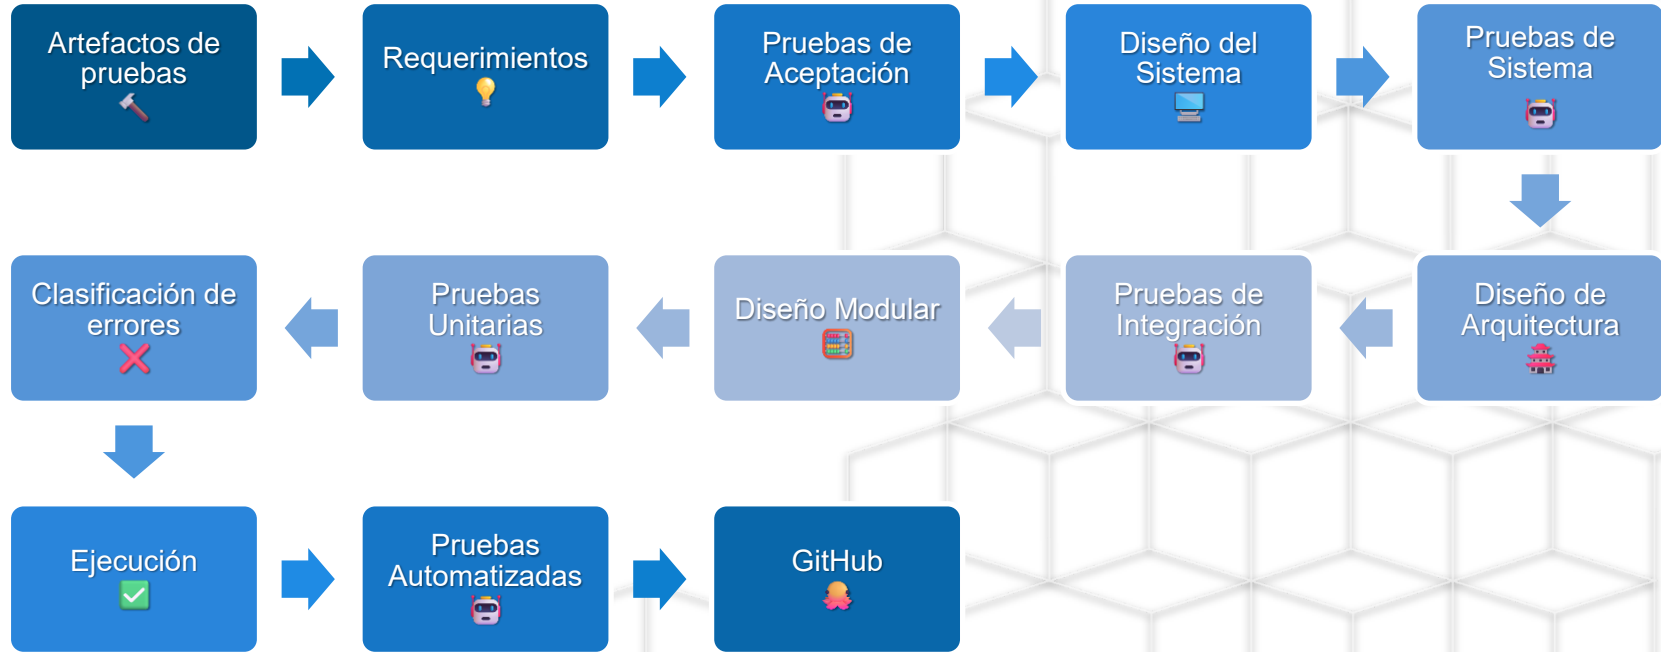 Artefactos de
pruebas
Requerimientos
Pruebas de
Aceptación
Diseño del
Sistema
Pruebas de
Sistema
Diseño de
Arquitectura
Pruebas de
Integración
Diseño Modular
Pruebas
Unitarias
Clasificación de
errores
Ejecución
Pruebas
Automatizadas
GitHub